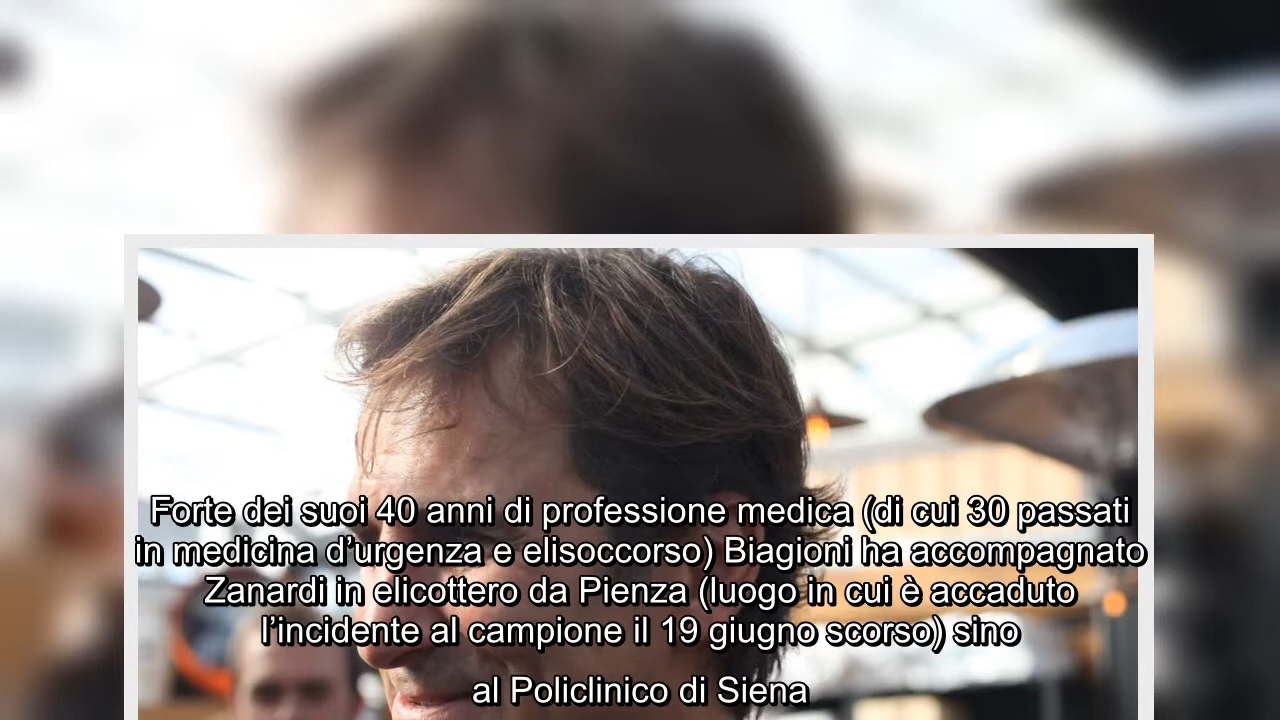 Forte dei suoi 40 anni di professione medica (di cui 30 passati
in medicina d’urgenza e elisoccorso) Biagioni ha accompagnato
Zanardi in elicottero da Pienza (luogo in cui è accaduto
l’incidente al campione il 19 giugno scorso) sino
al Policlinico di Siena